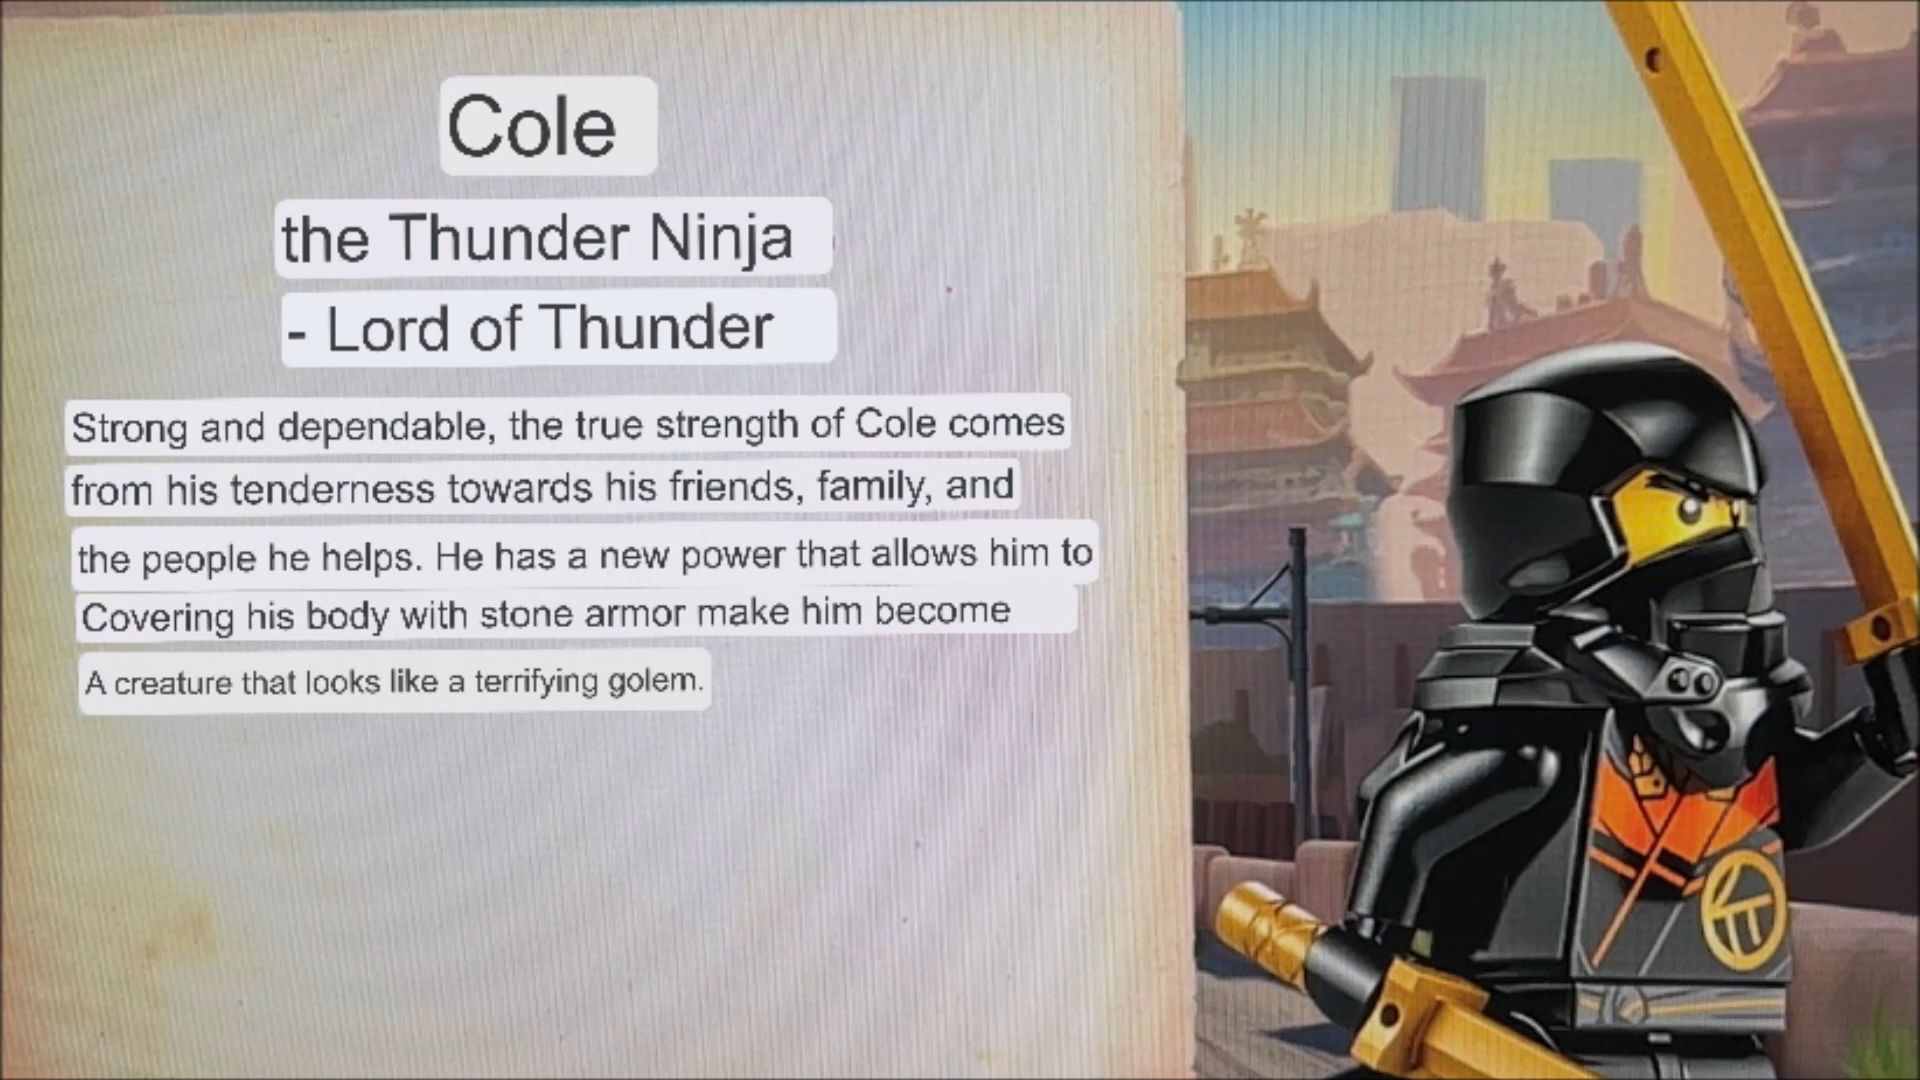 Cole
the Thunder Ninja
- Lord of Thunder
Strong and dependable, the true strength of Cole comes
from his tenderness towards his friends, family, and
the people he helps. He has a new power that allows him to
Covering his body with stone armor make him become
A creature that looks like a terrifying golem.